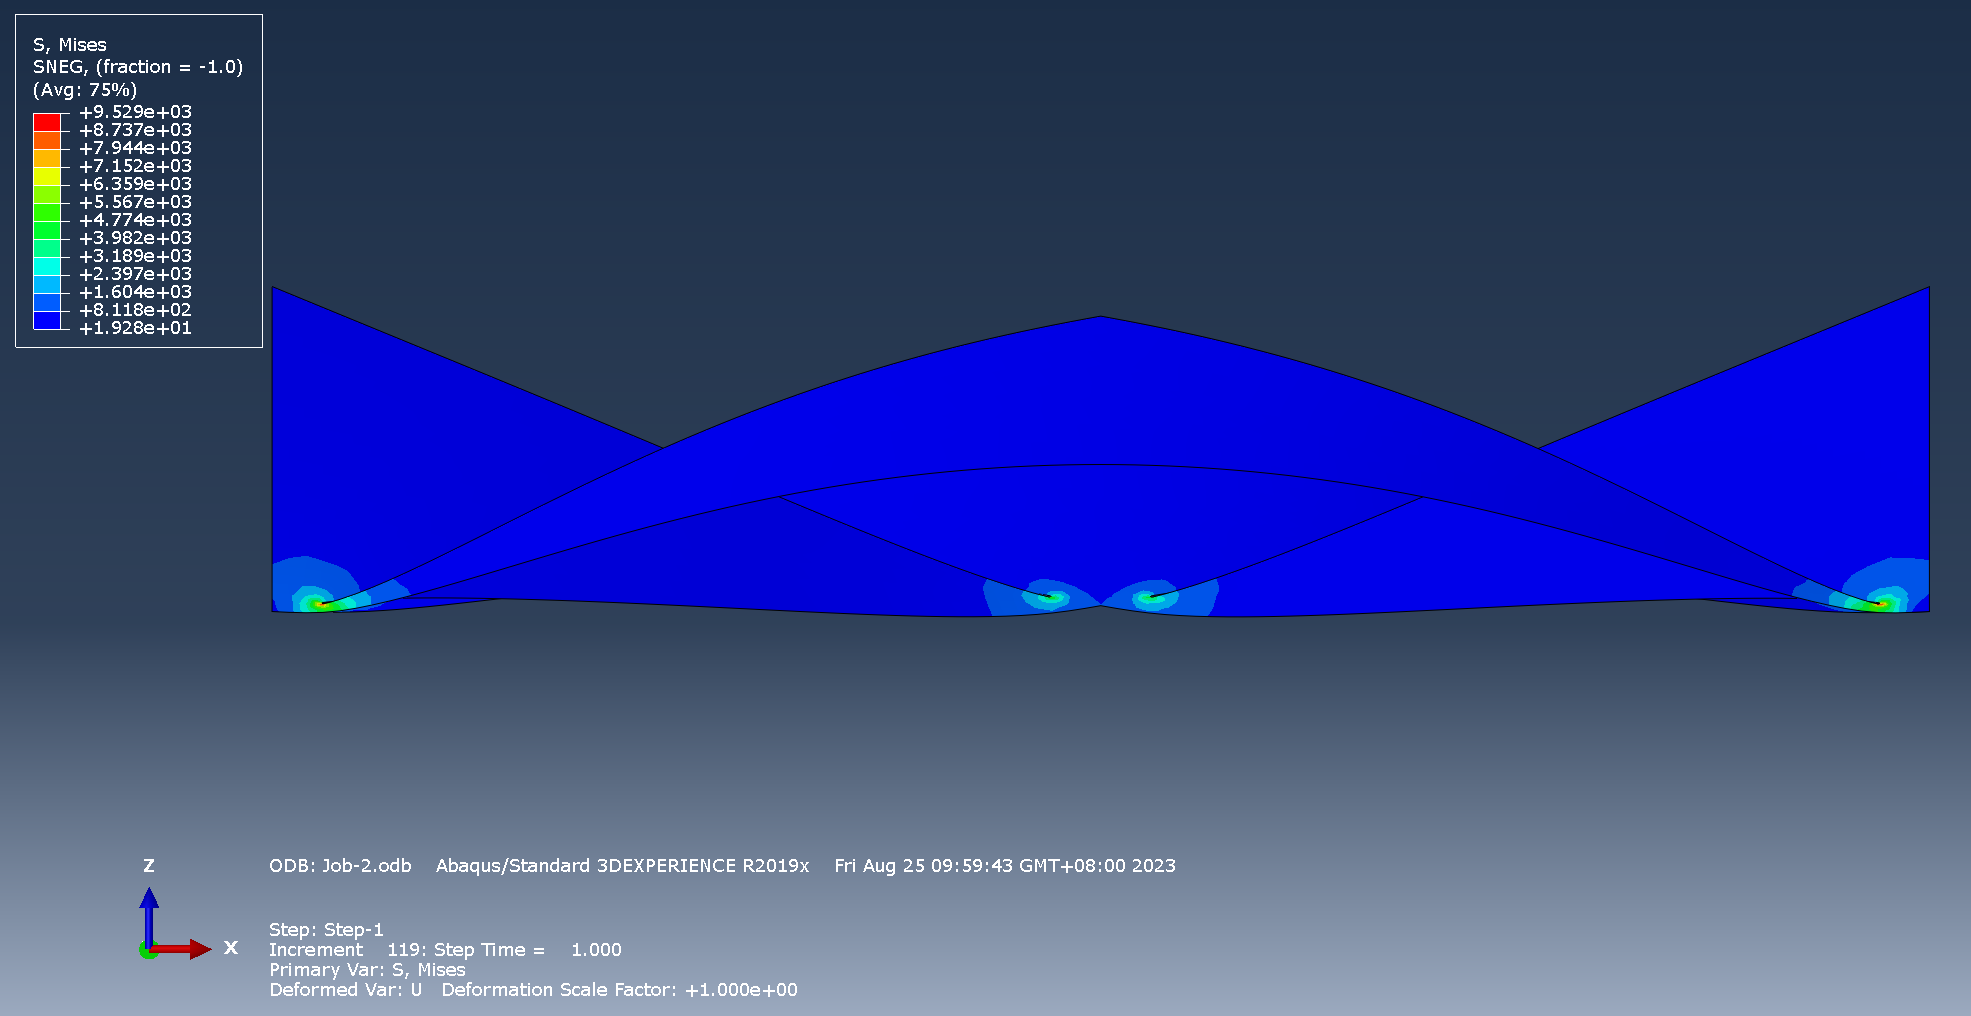 S, Mises
SNEG, (fraction = -1.0)
(Avg: 75%)
+9.529e+03
+8.737e+03
+7.944e+03
+7.152e+03
+6.359e+03
+5.567e+03
+4.774e+03
+3.982e+03
+3.189e+03
+2.397e+03
+1.604e+03
+8.118e+02
+1.928e+01
Z
X
ODB: Job-2.odb Abaqus/Standard 3DEXPERIENCE R2019x Fri Aug 25 09:59:43 GMT+08:00 2023
Step: Step-1
Increment 119: Step Time = 1.000
Primary Var: S, Mises
Deformed Var: U Deformation Scale Factor: +1.000e+00